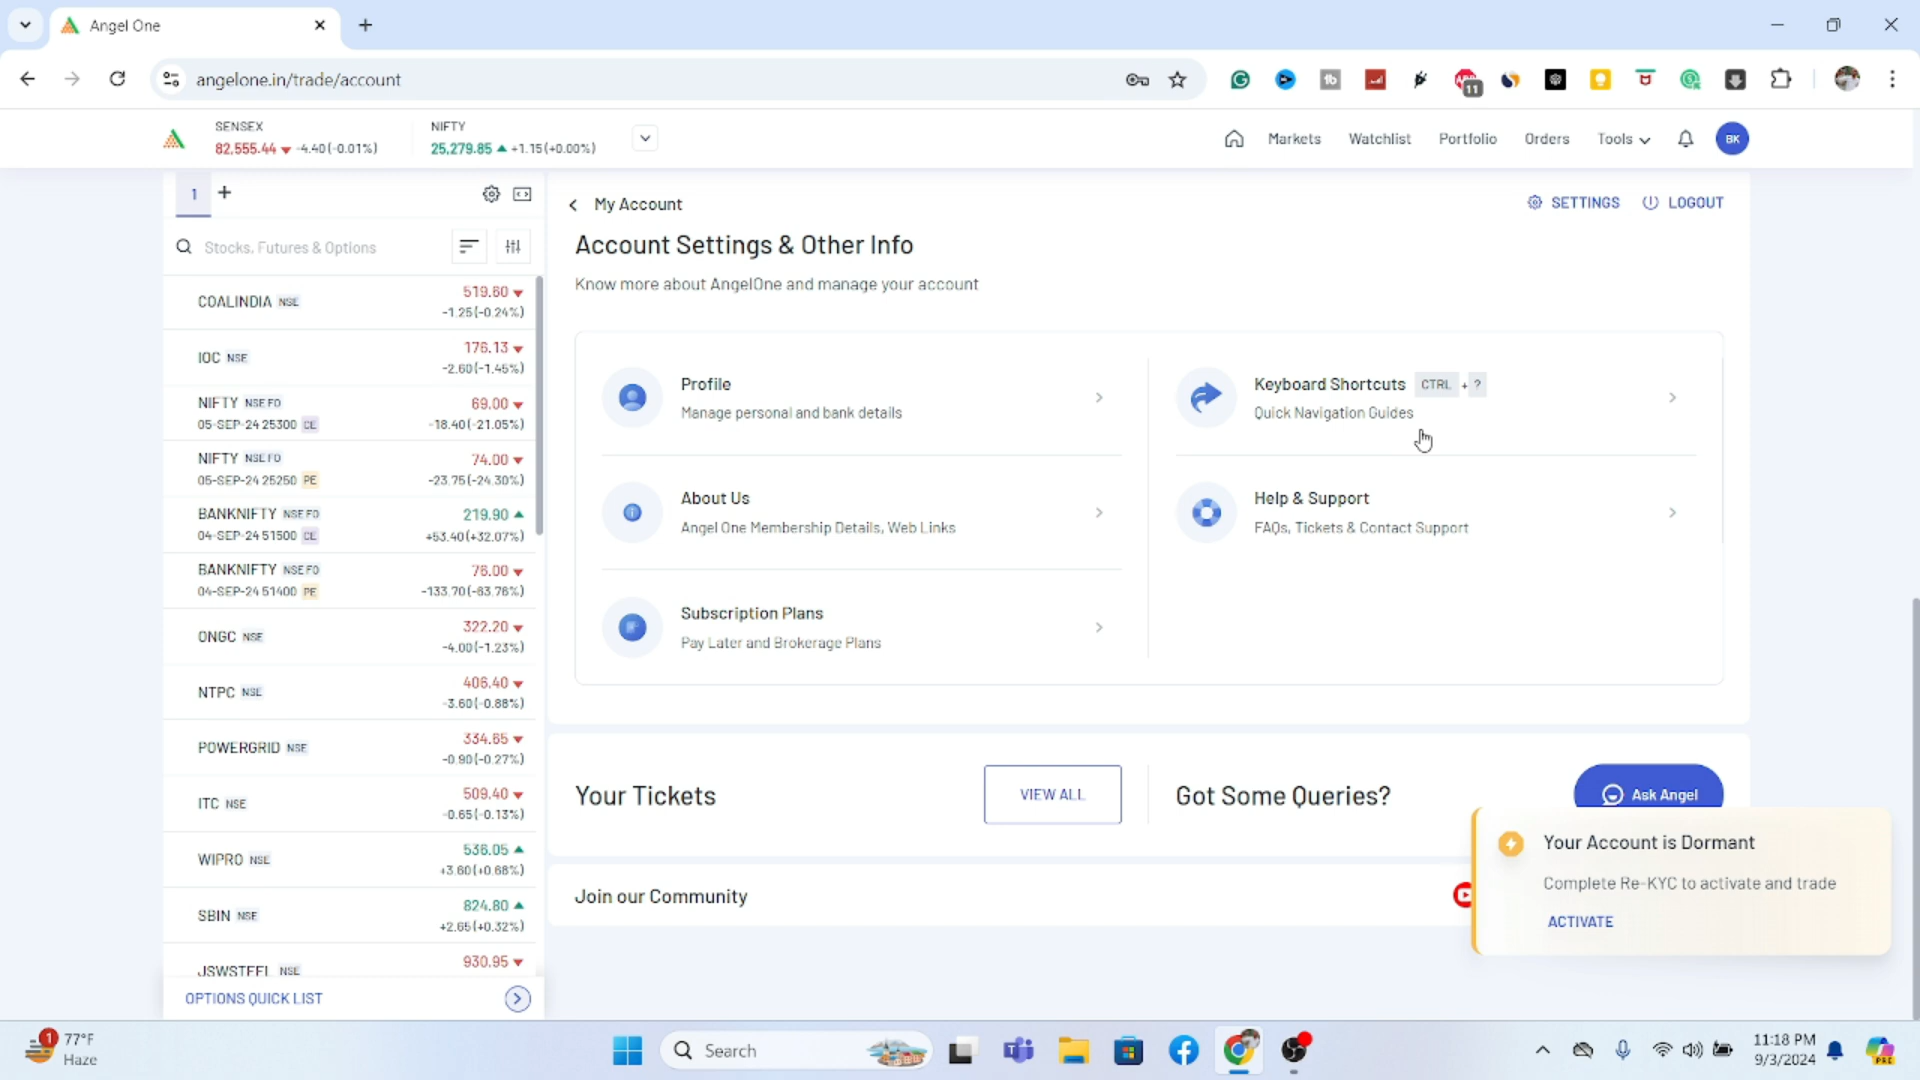 Angel One
angelone.in/trade/account
11
SENSEX
82,555.44 ▼ -4.40 (-0.01%)
NIFTY
25,279.85 ▲ +1.15 (+0.00%)
Markets
Watchlist
Portfolio
Orders
Tools
BK
1
Stocks, Futures & Options
COALINDIA NSE
519.60 ▼
-1.25 (-0.24%)
IOC NSE
176.13 ▼
-2.60 (-1.45%)
NIFTY NSE FO
69.00 ▼
05-SEP-24 25300 CE
-18.40 (-21.05%)
NIFTY NSE FO
74.00 ▼
05-SEP-24 25250 PE
-23.75 (-24.30%)
BANKNIFTY NSE FO
219.90 ▲
04-SEP-24 51500 CE
+53.40 (+32.07%)
BANKNIFTY NSE FO
76.00 ▼
04-SEP-24 51400 PE
-133.70 (-63.76%)
ONGC NSE
322.20 ▼
-4.00 (-1.23%)
NTPC NSE
406.40 ▼
-3.60 (-0.88%)
POWERGRID NSE
334.65 ▼
-0.90 (-0.27%)
ITC NSE
509.40 ▼
-0.65 (-0.13%)
WIPRO NSE
536.05 ▲
+3.60 (+0.68%)
SBIN NSE
824.80 ▲
+2.65 (+0.32%)
JSWSTEEL NSE
930.95 ▼
OPTIONS QUICK LIST
My Account
SETTINGS
LOGOUT
Account Settings & Other Info
Know more about AngelOne and manage your account
Profile
Manage personal and bank details
Keyboard Shortcuts CTRL + ?
Quick Navigation Guides
About Us
Angel One Membership Details, Web Links
Help & Support
FAQs, Tickets & Contact Support
Subscription Plans
Pay Later and Brokerage Plans
Your Tickets
VIEW ALL
Got Some Queries?
Ask Angel
Join our Community
Your Account is Dormant
Complete Re-KYC to activate and trade
ACTIVATE
1
77°F
Haze
Search
11:18 PM
9/3/2024
PRE